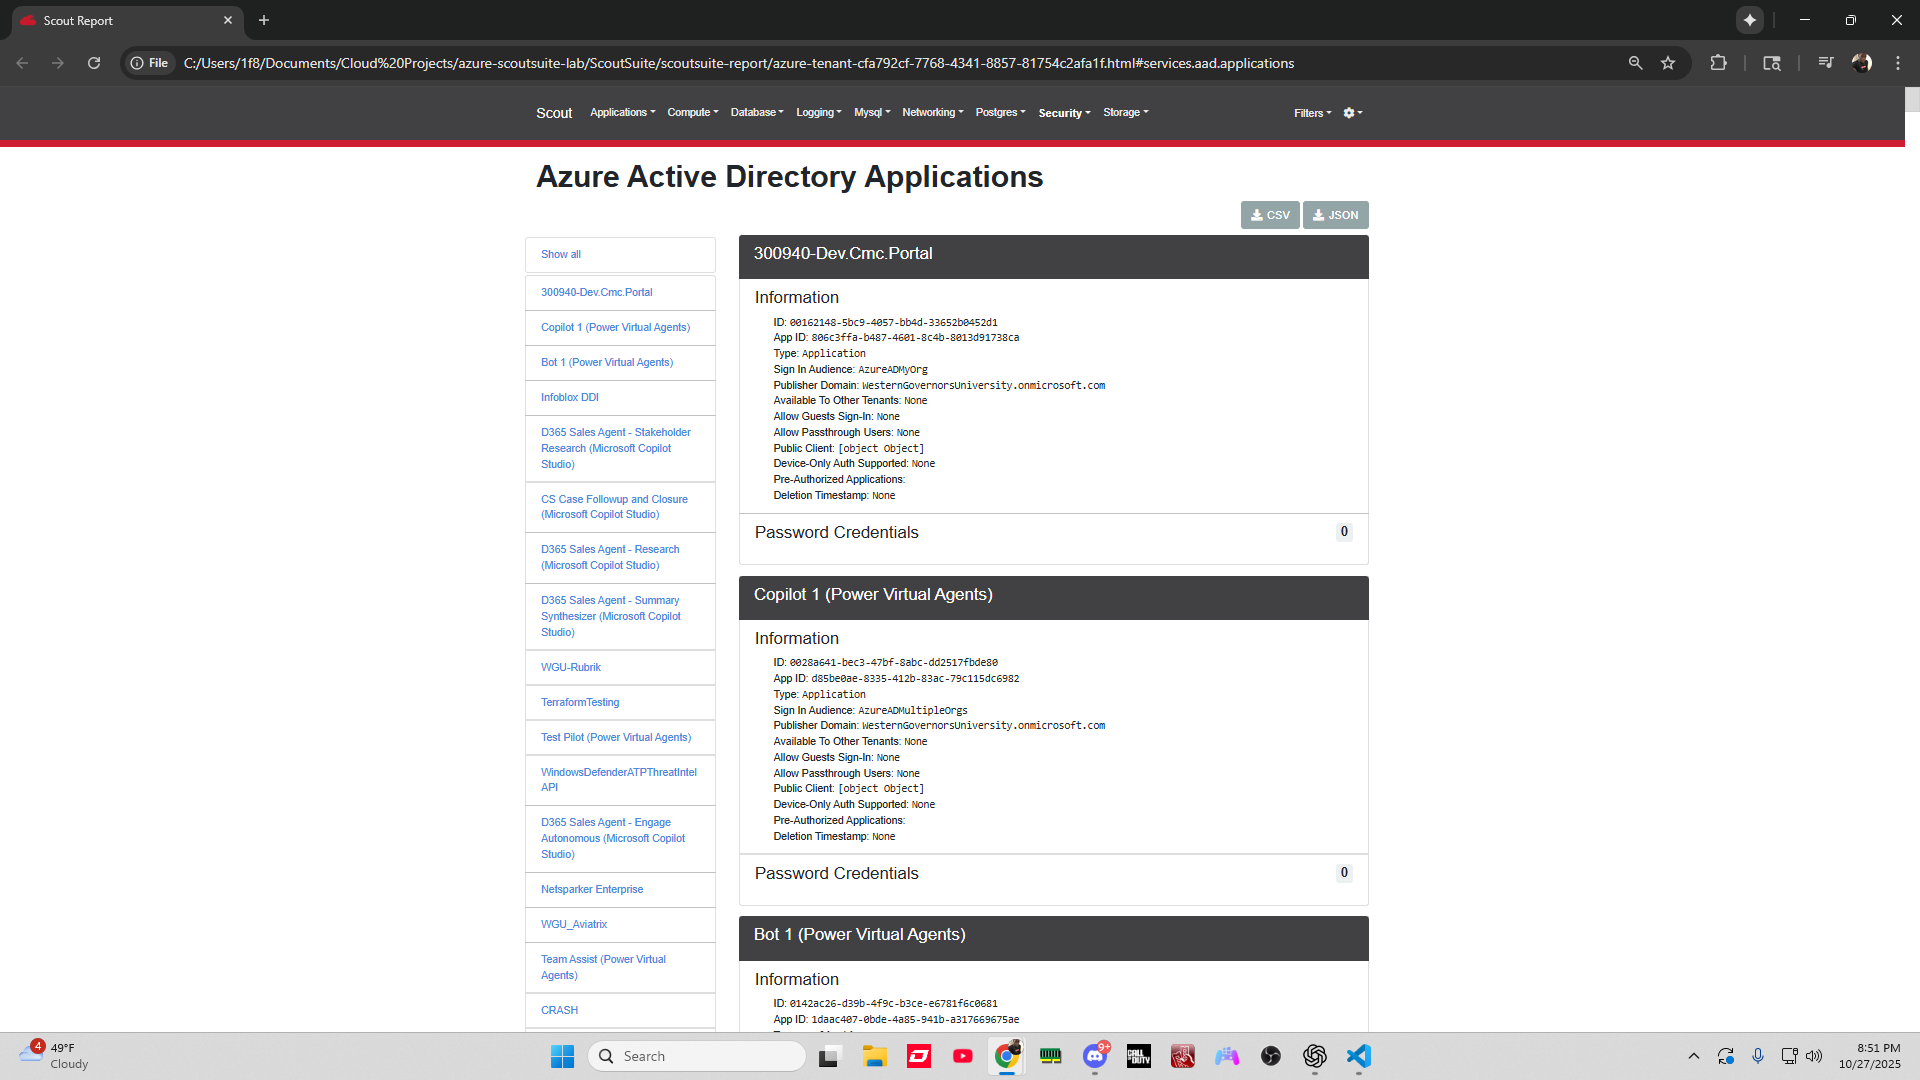 Scout Report
File
C:/Users/1f8/Documents/Cloud%20Projects/azure-scoutsuite-lab/ScoutSuite/scoutsuite-report/azure-tenant-cfa792cf-7768-4341-8857-81754c2afa1f.html#services.aad.applications
Scout Applications Compute Database Logging Mysql Networking Postgres Security Storage Filters
Azure Active Directory Applications
CSV JSON
Show all
300940-Dev.Cmc.Portal
Copilot 1 (Power Virtual Agents)
Bot 1 (Power Virtual Agents)
Infoblox DDI
D365 Sales Agent - Stakeholder
Research (Microsoft Copilot
Studio)
CS Case Followup and Closure
(Microsoft Copilot Studio)
D365 Sales Agent - Research
(Microsoft Copilot Studio)
D365 Sales Agent - Summary
Synthesizer (Microsoft Copilot
Studio)
WGU-Rubrik
TerraformTesting
Test Pilot (Power Virtual Agents)
WindowsDefenderATPThreatIntel
API
D365 Sales Agent - Engage
Autonomous (Microsoft Copilot
Studio)
Netsparker Enterprise
WGU_Aviatrix
Team Assist (Power Virtual
Agents)
CRASH
300940-Dev.Cmc.Portal
Information
ID: 00162148-5bc9-4057-bb4d-33652b0452d1
App ID: 806c3ffa-b487-4601-8c4b-8013d91738ca
Type: Application
Sign In Audience: AzureADMyOrg
Publisher Domain: WesternGovernorsUniversity.onmicrosoft.com
Available To Other Tenants: None
Allow Guests Sign-In: None
Allow Passthrough Users: None
Public Client: [object Object]
Device-Only Auth Supported: None
Pre-Authorized Applications:
Deletion Timestamp: None
Password Credentials 0
Copilot 1 (Power Virtual Agents)
Information
ID: 0028a641-bec3-47bf-8abc-dd2517fbde80
App ID: d85be0ae-8335-412b-83ac-79c115dc6982
Type: Application
Sign In Audience: AzureADMultipleOrgs
Publisher Domain: WesternGovernorsUniversity.onmicrosoft.com
Available To Other Tenants: None
Allow Guests Sign-In: None
Allow Passthrough Users: None
Public Client: [object Object]
Device-Only Auth Supported: None
Pre-Authorized Applications:
Deletion Timestamp: None
Password Credentials 0
Bot 1 (Power Virtual Agents)
Information
ID: 0142ac26-d39b-4f9c-b3ce-e6781f6c0681
App ID: 1daac407-0bde-4a85-941b-a317669675ae
4
49°F
Cloudy
Search
9+
CALL OF DUTY
8:51 PM
10/27/2025